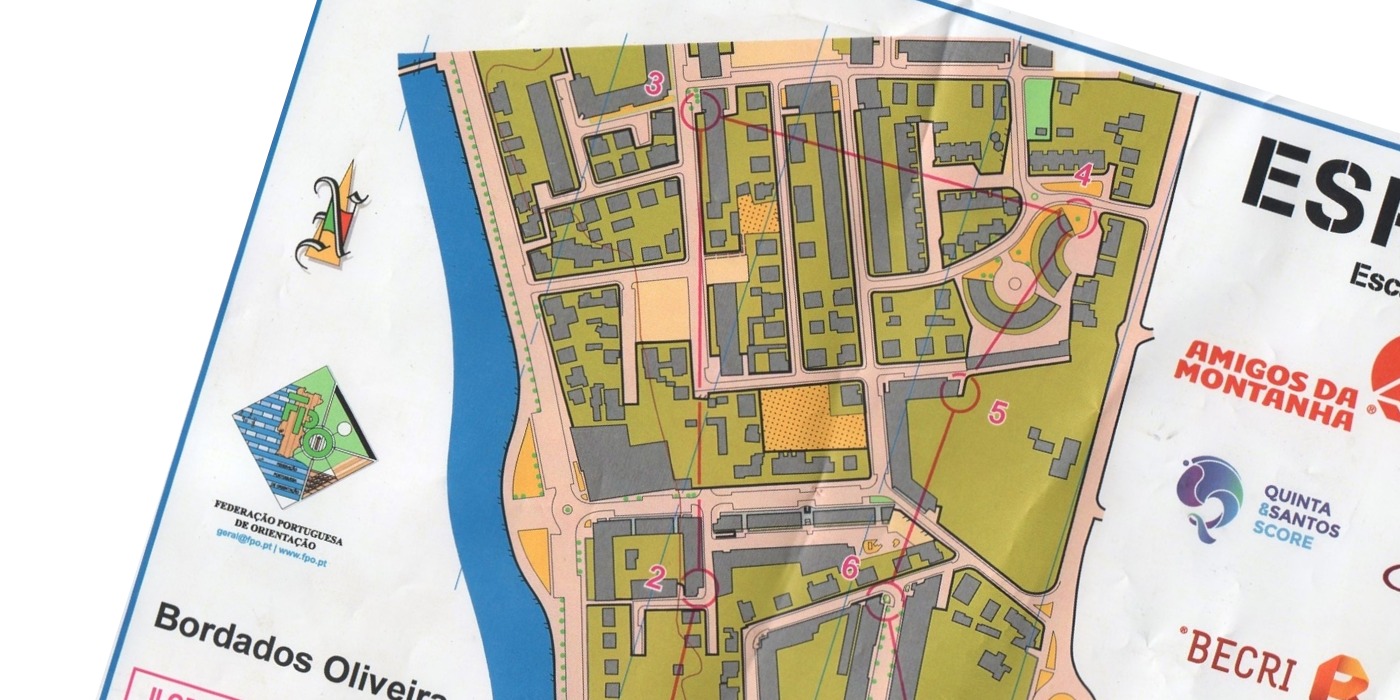 3
4
ESP
Esc
AMIGOS DA
MONTANHA
5
QUINTA
&SANTOS
SCORE
FEDERAÇÃO PORTUGUESA
DE ORIENTAÇÃO
geral@fpo.pt | www.fpo.pt
2
6
Bordados Oliveira
BECRI